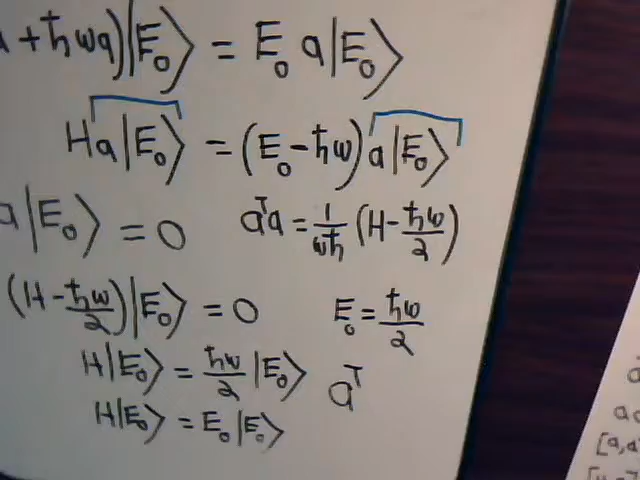 + ħωa)|E₀⟩ = E₀ a|E₀⟩
Ha|E₀⟩ = (E₀ - ħω)a|E₀⟩
a|E₀⟩ = 0 a†a = 1/ωħ (H - ħω/2)
(H - ħω/2)|E₀⟩ = 0 E₀ = ħω/2
H|E₀⟩ = ħω/2 |E₀⟩ a†
H|E₀⟩ = E₀|E₀⟩
a
[a,a